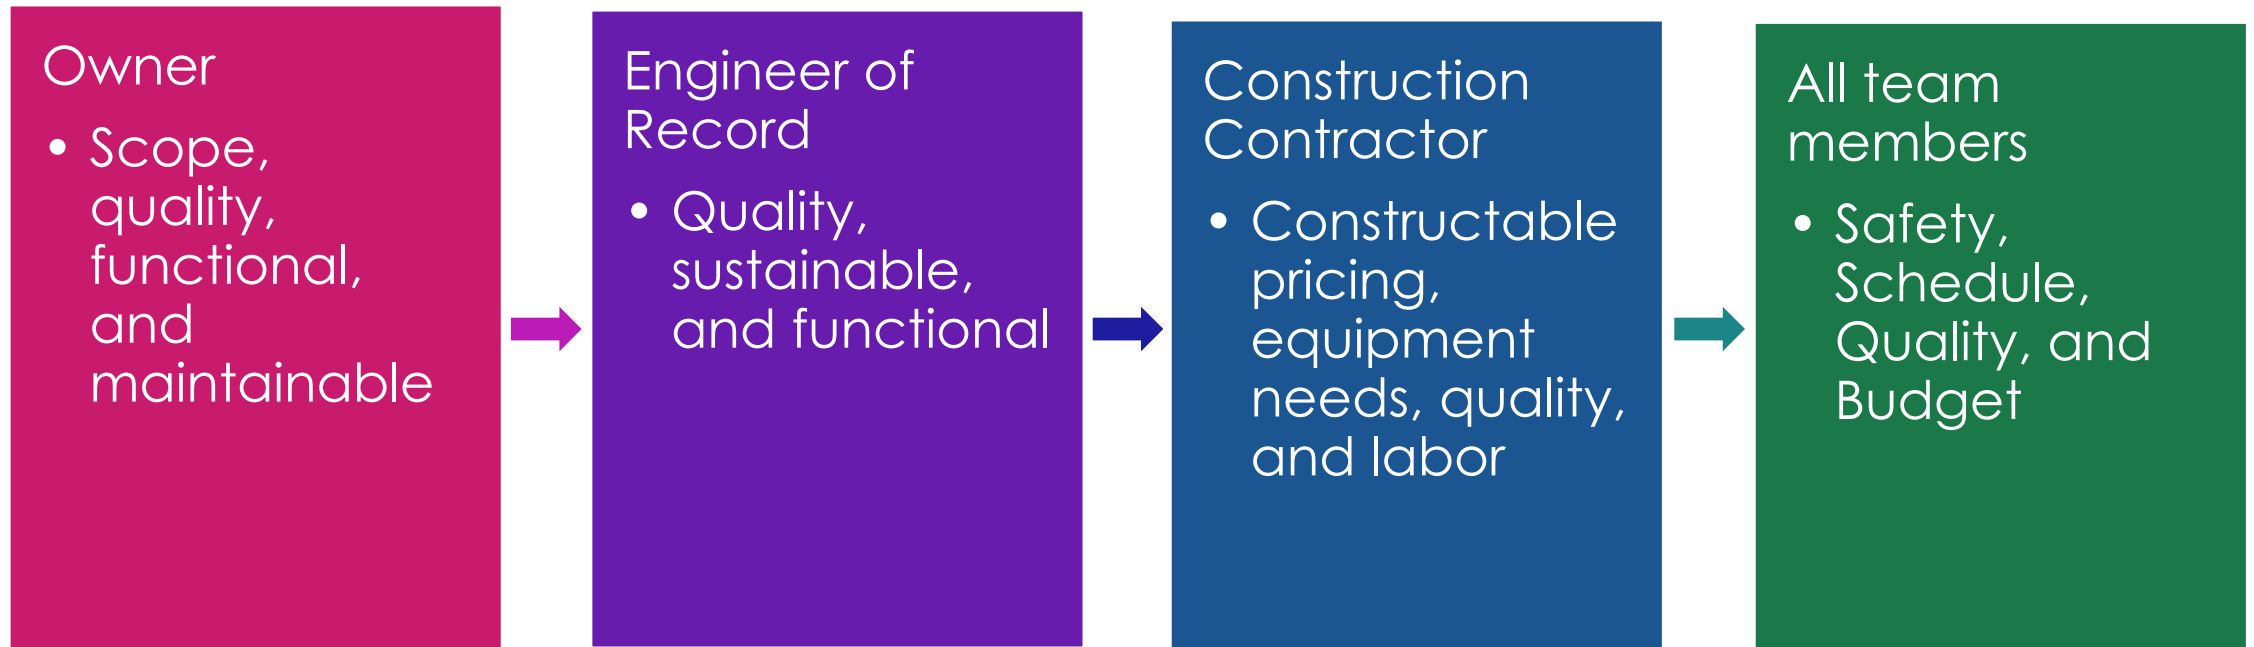 Owner
• Scope,
quality,
functional,
and
maintainable
Engineer of
Record
• Quality,
sustainable,
and functional
Construction
Contractor
• Constructable
pricing,
equipment
needs, quality,
and labor
All team
members
• Safety,
Schedule,
Quality, and
Budget